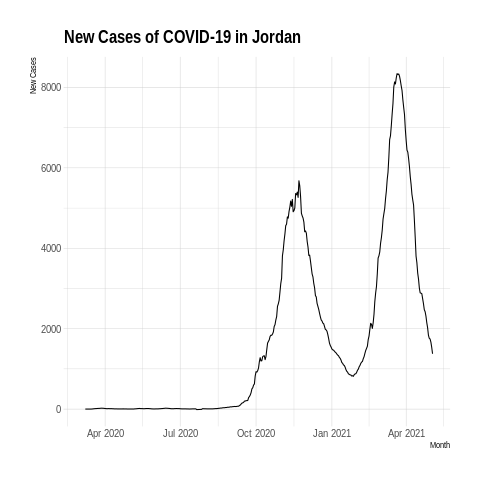 New Cases of COVID-19 in Jordan
New Cases
8000
6000
4000
2000
0
Apr 2020 Jul 2020 Oct 2020 Jan 2021 Apr 2021
Month